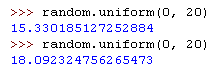 >>> random.uniform(0, 20)
15.330185127252884
>>> random.uniform(0, 20)
18.092324756265473